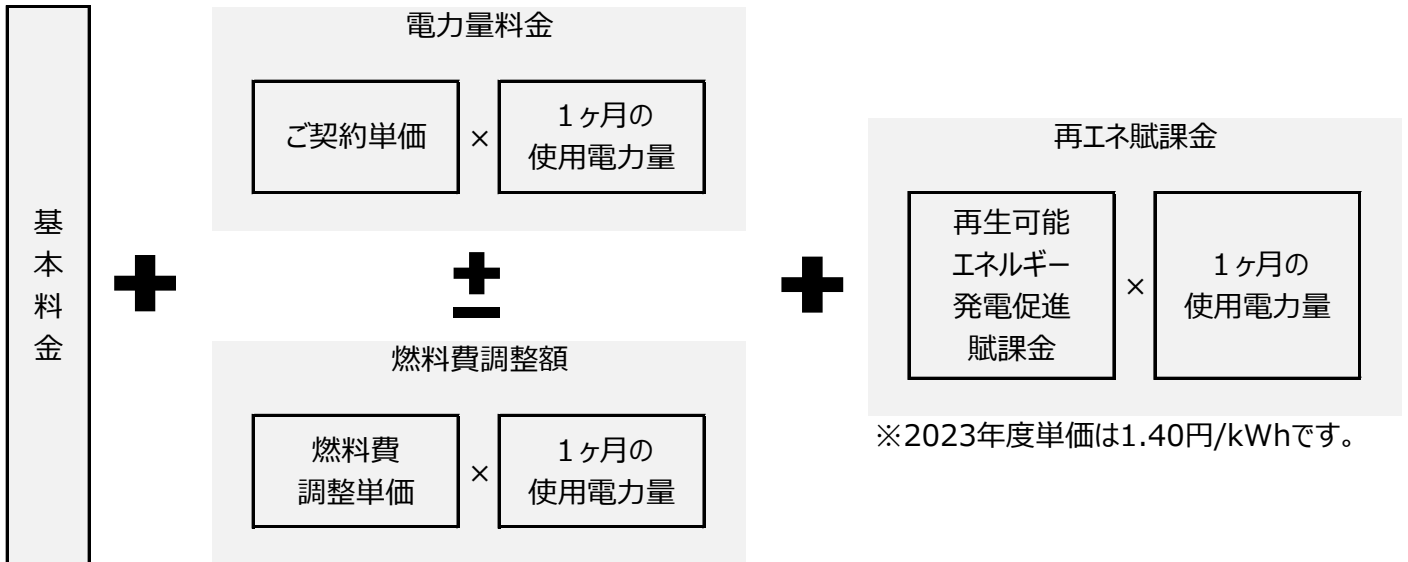 基本料金
電力量料金
ご契約単価
×
1ヶ月の
使用電力量
燃料費調整額
燃料費
調整単価
×
1ヶ月の
使用電力量
再エネ賦課金
再生可能
エネルギー
発電促進
賦課金
×
1ヶ月の
使用電力量
※2023年度単価は1.40円/kWhです。